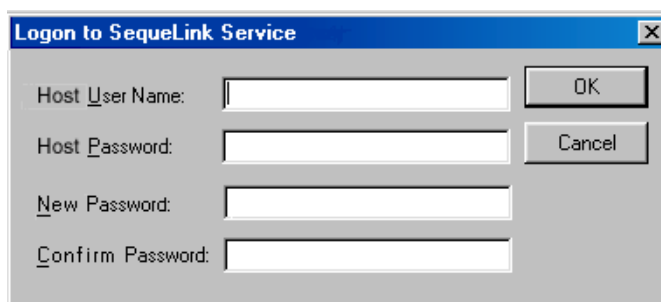 Logon to SequeLink Service
Host User Name:
OK
Host Password:
Cancel
New Password:
Confirm Password: